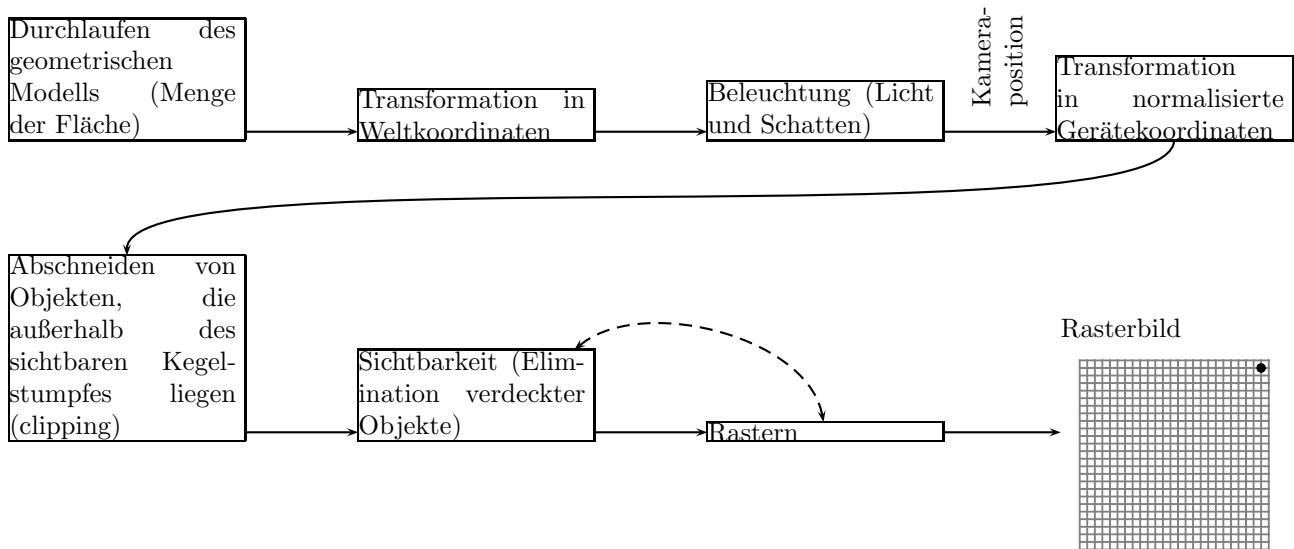 Durchlaufen des
geometrischen
Modells (Menge
der Fläche)
Transformation in
Weltkoordinaten
Beleuchtung (Licht
und Schatten)
Kamera-
position
Transformation
in normalisierte
Gerätekoordinaten
Abschneiden von
Objekten, die
außerhalb des
sichtbaren Kegel-
stumpfes liegen
(clipping)
Sichtbarkeit (Elim-
ination verdeckter
Objekte)
Rastern
Rasterbild